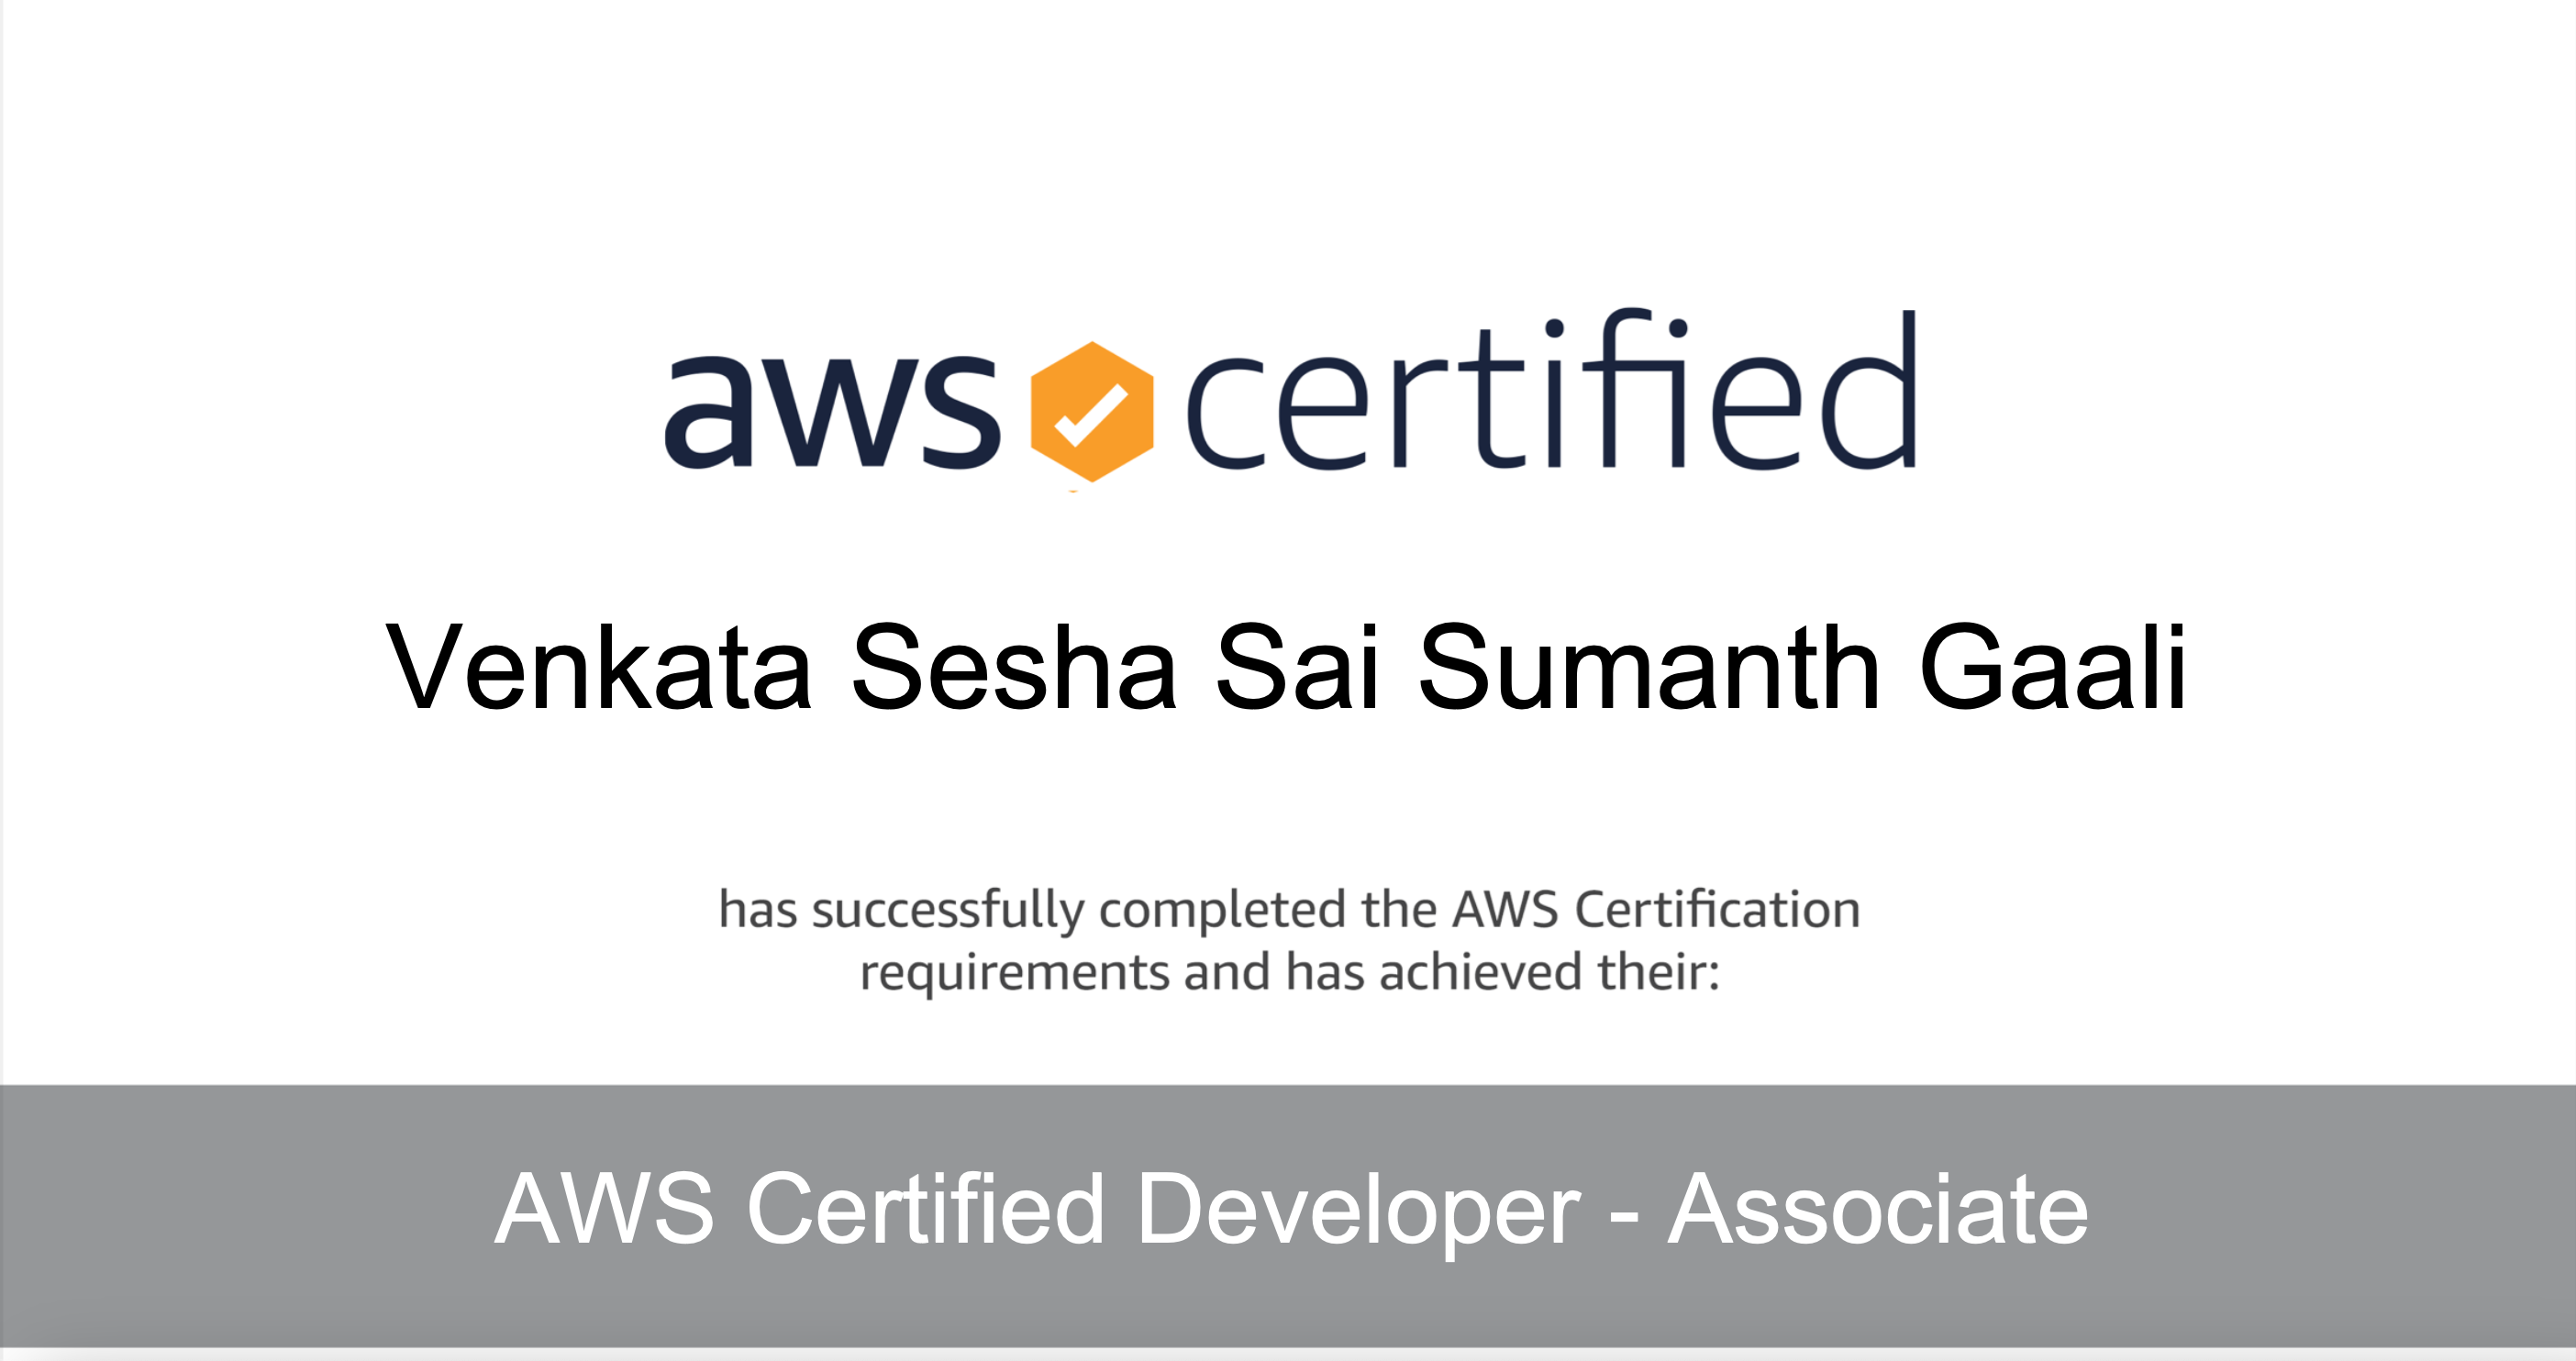 aws certified
Venkata Sesha Sai Sumanth Gaali
has successfully completed the AWS Certification
requirements and has achieved their:
AWS Certified Developer - Associate